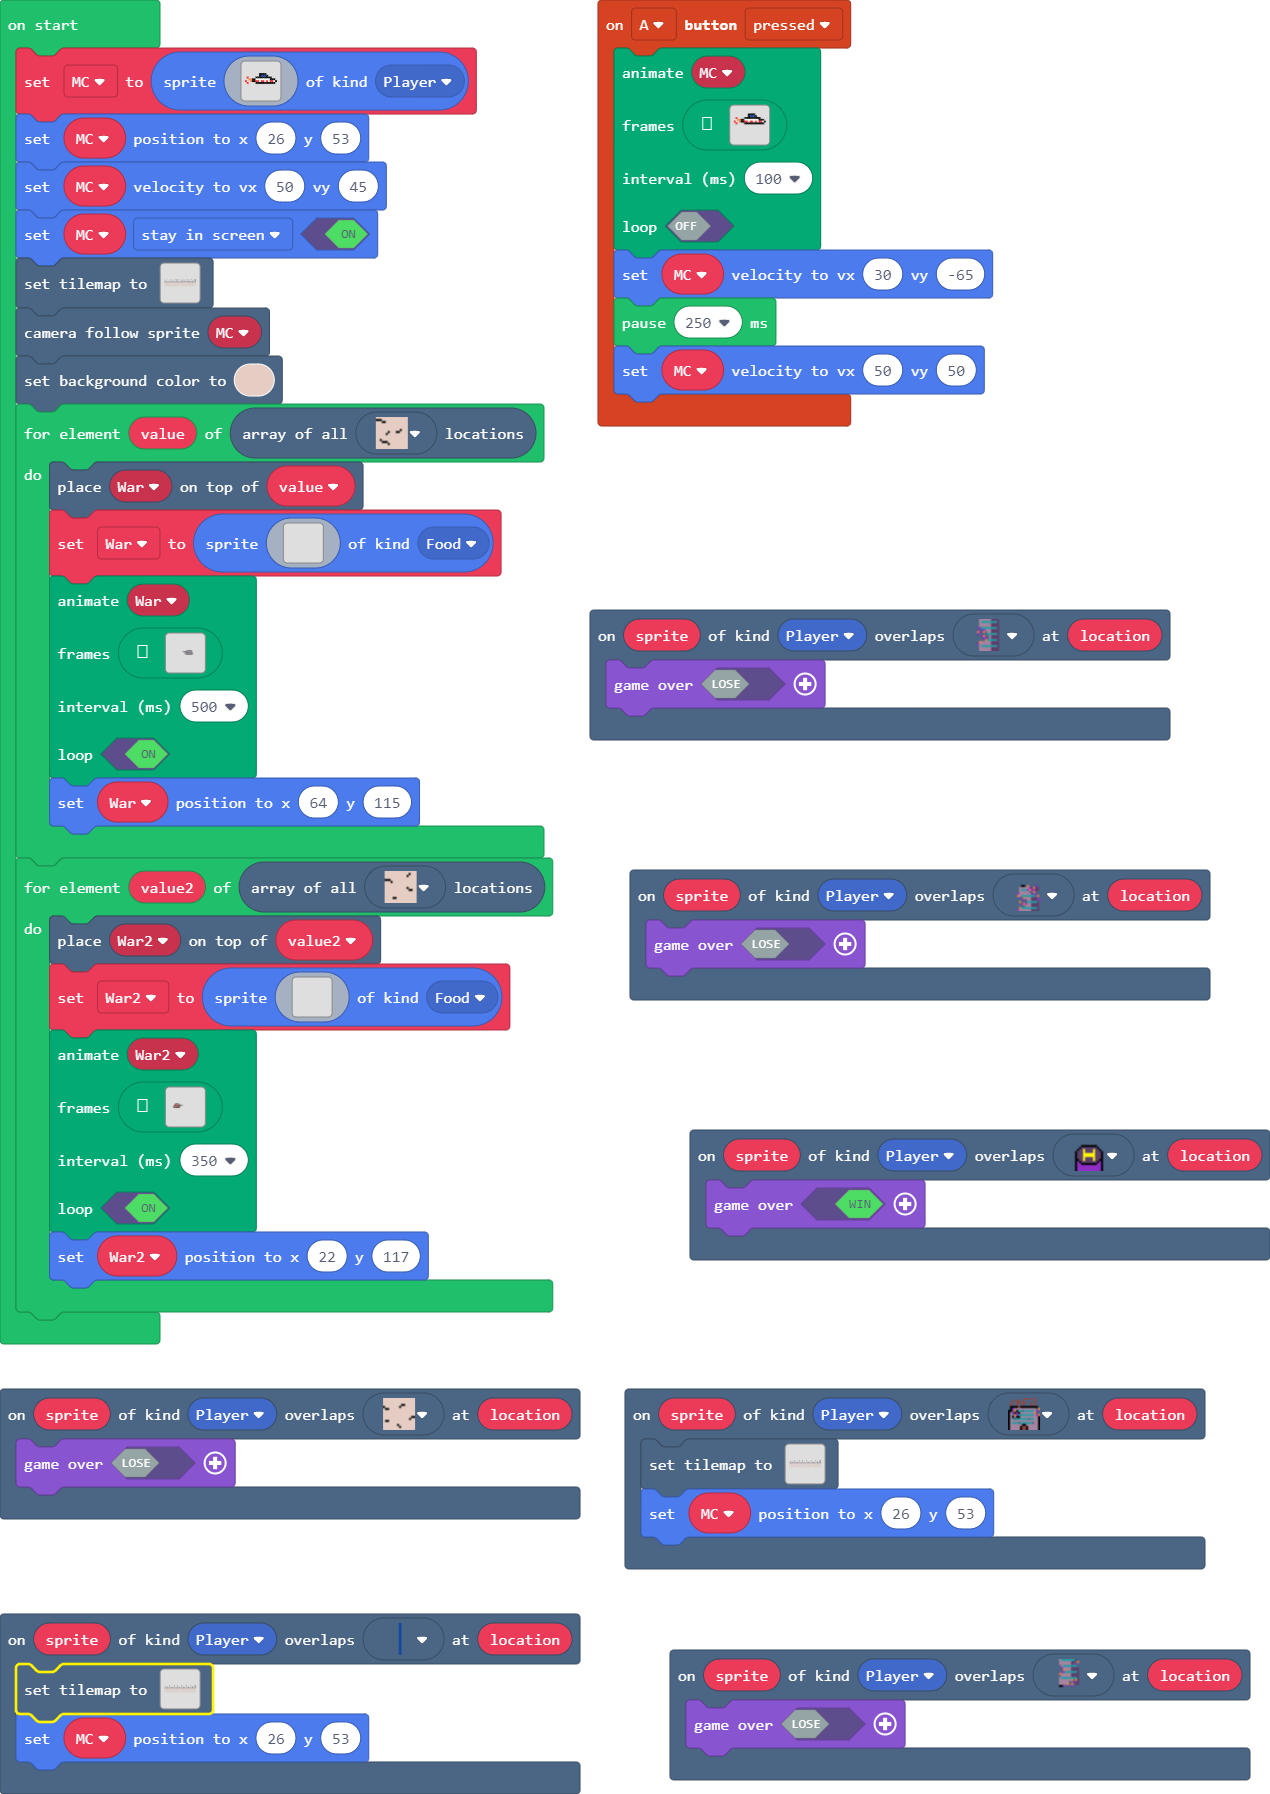 on start
set MC to sprite of kind Player
set MC position to x 26 y 53
set MC velocity to vx 50 vy 45
set MC stay in screen ON
set tilemap to
camera follow sprite MC
set background color to
for element value of array of all locations
do
place War on top of value
set War to sprite of kind Food
animate War
frames
interval (ms) 500
loop ON
set War position to x 64 y 115
for element value2 of array of all locations
do
place War2 on top of value2
set War2 to sprite of kind Food
animate War2
frames
interval (ms) 350
loop ON
set War2 position to x 22 y 117
on A button pressed
animate MC
frames
interval (ms) 100
loop OFF
set MC velocity to vx 30 vy -65
pause 250 ms
set MC velocity to vx 50 vy 50
on sprite of kind Player overlaps at location
game over LOSE
on sprite of kind Player overlaps at location
game over LOSE
on sprite of kind Player overlaps at location
game over WIN
on sprite of kind Player overlaps at location
game over LOSE
on sprite of kind Player overlaps at location
set tilemap to
set MC position to x 26 y 53
on sprite of kind Player overlaps at location
set tilemap to
set MC position to x 26 y 53
on sprite of kind Player overlaps at location
game over LOSE